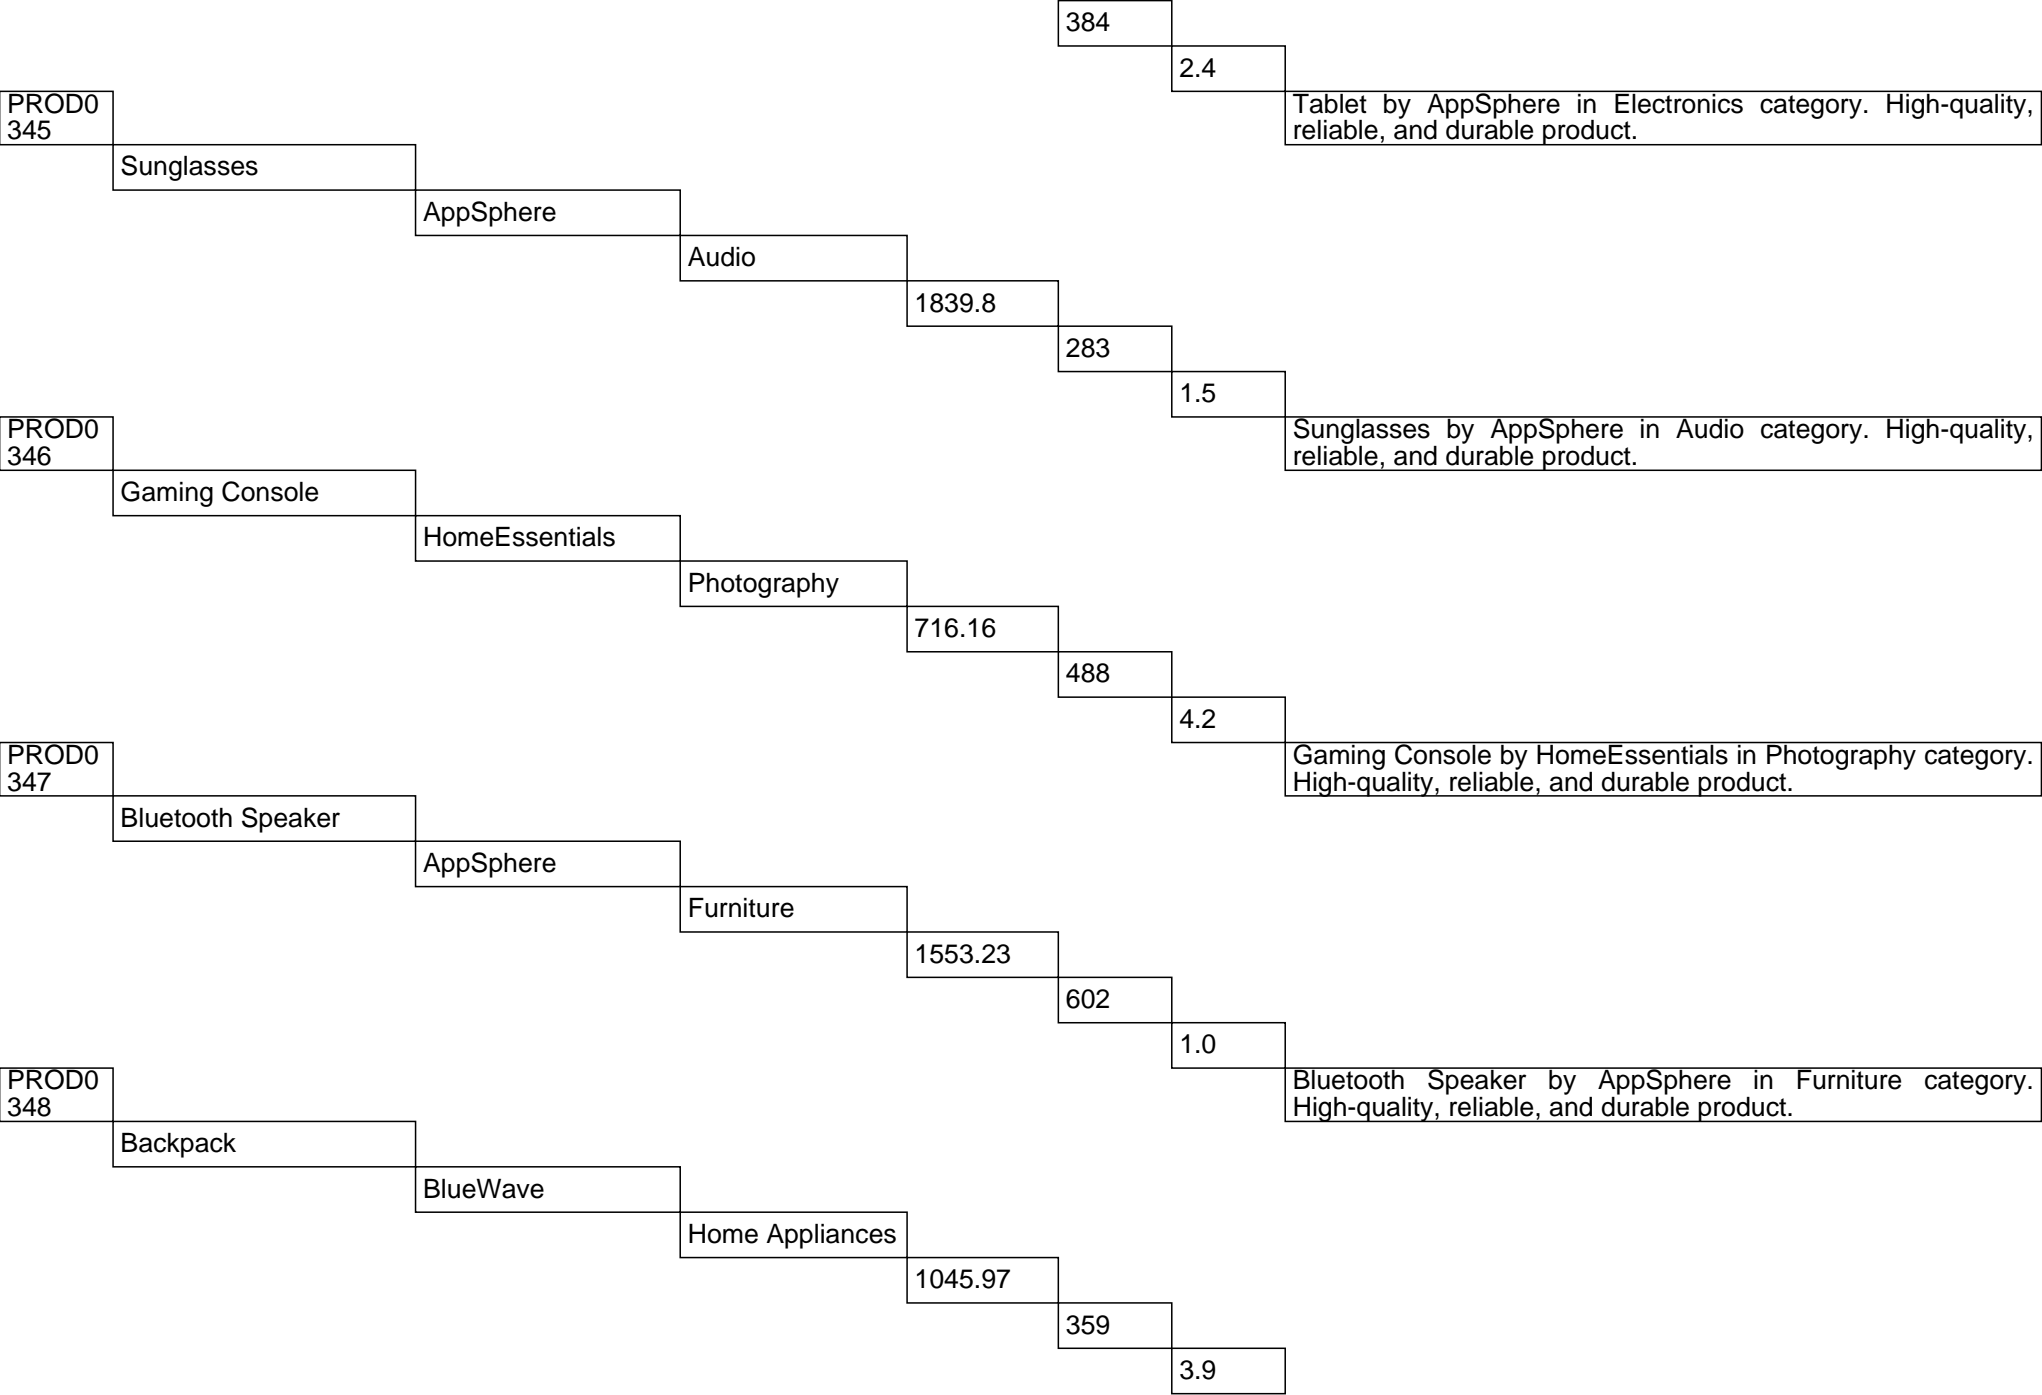 384
2.4
PROD0
345
Tablet by AppSphere in Electronics category. High-quality,
reliable, and durable product.
Sunglasses
AppSphere
Audio
1839.8
283
1.5
PROD0
346
Sunglasses by AppSphere in Audio category. High-quality,
reliable, and durable product.
Gaming Console
HomeEssentials
Photography
716.16
488
4.2
PROD0
347
Gaming Console by HomeEssentials in Photography category.
High-quality, reliable, and durable product.
Bluetooth Speaker
AppSphere
Furniture
1553.23
602
1.0
PROD0
348
Bluetooth Speaker by AppSphere in Furniture category.
High-quality, reliable, and durable product.
Backpack
BlueWave
Home Appliances
1045.97
359
3.9